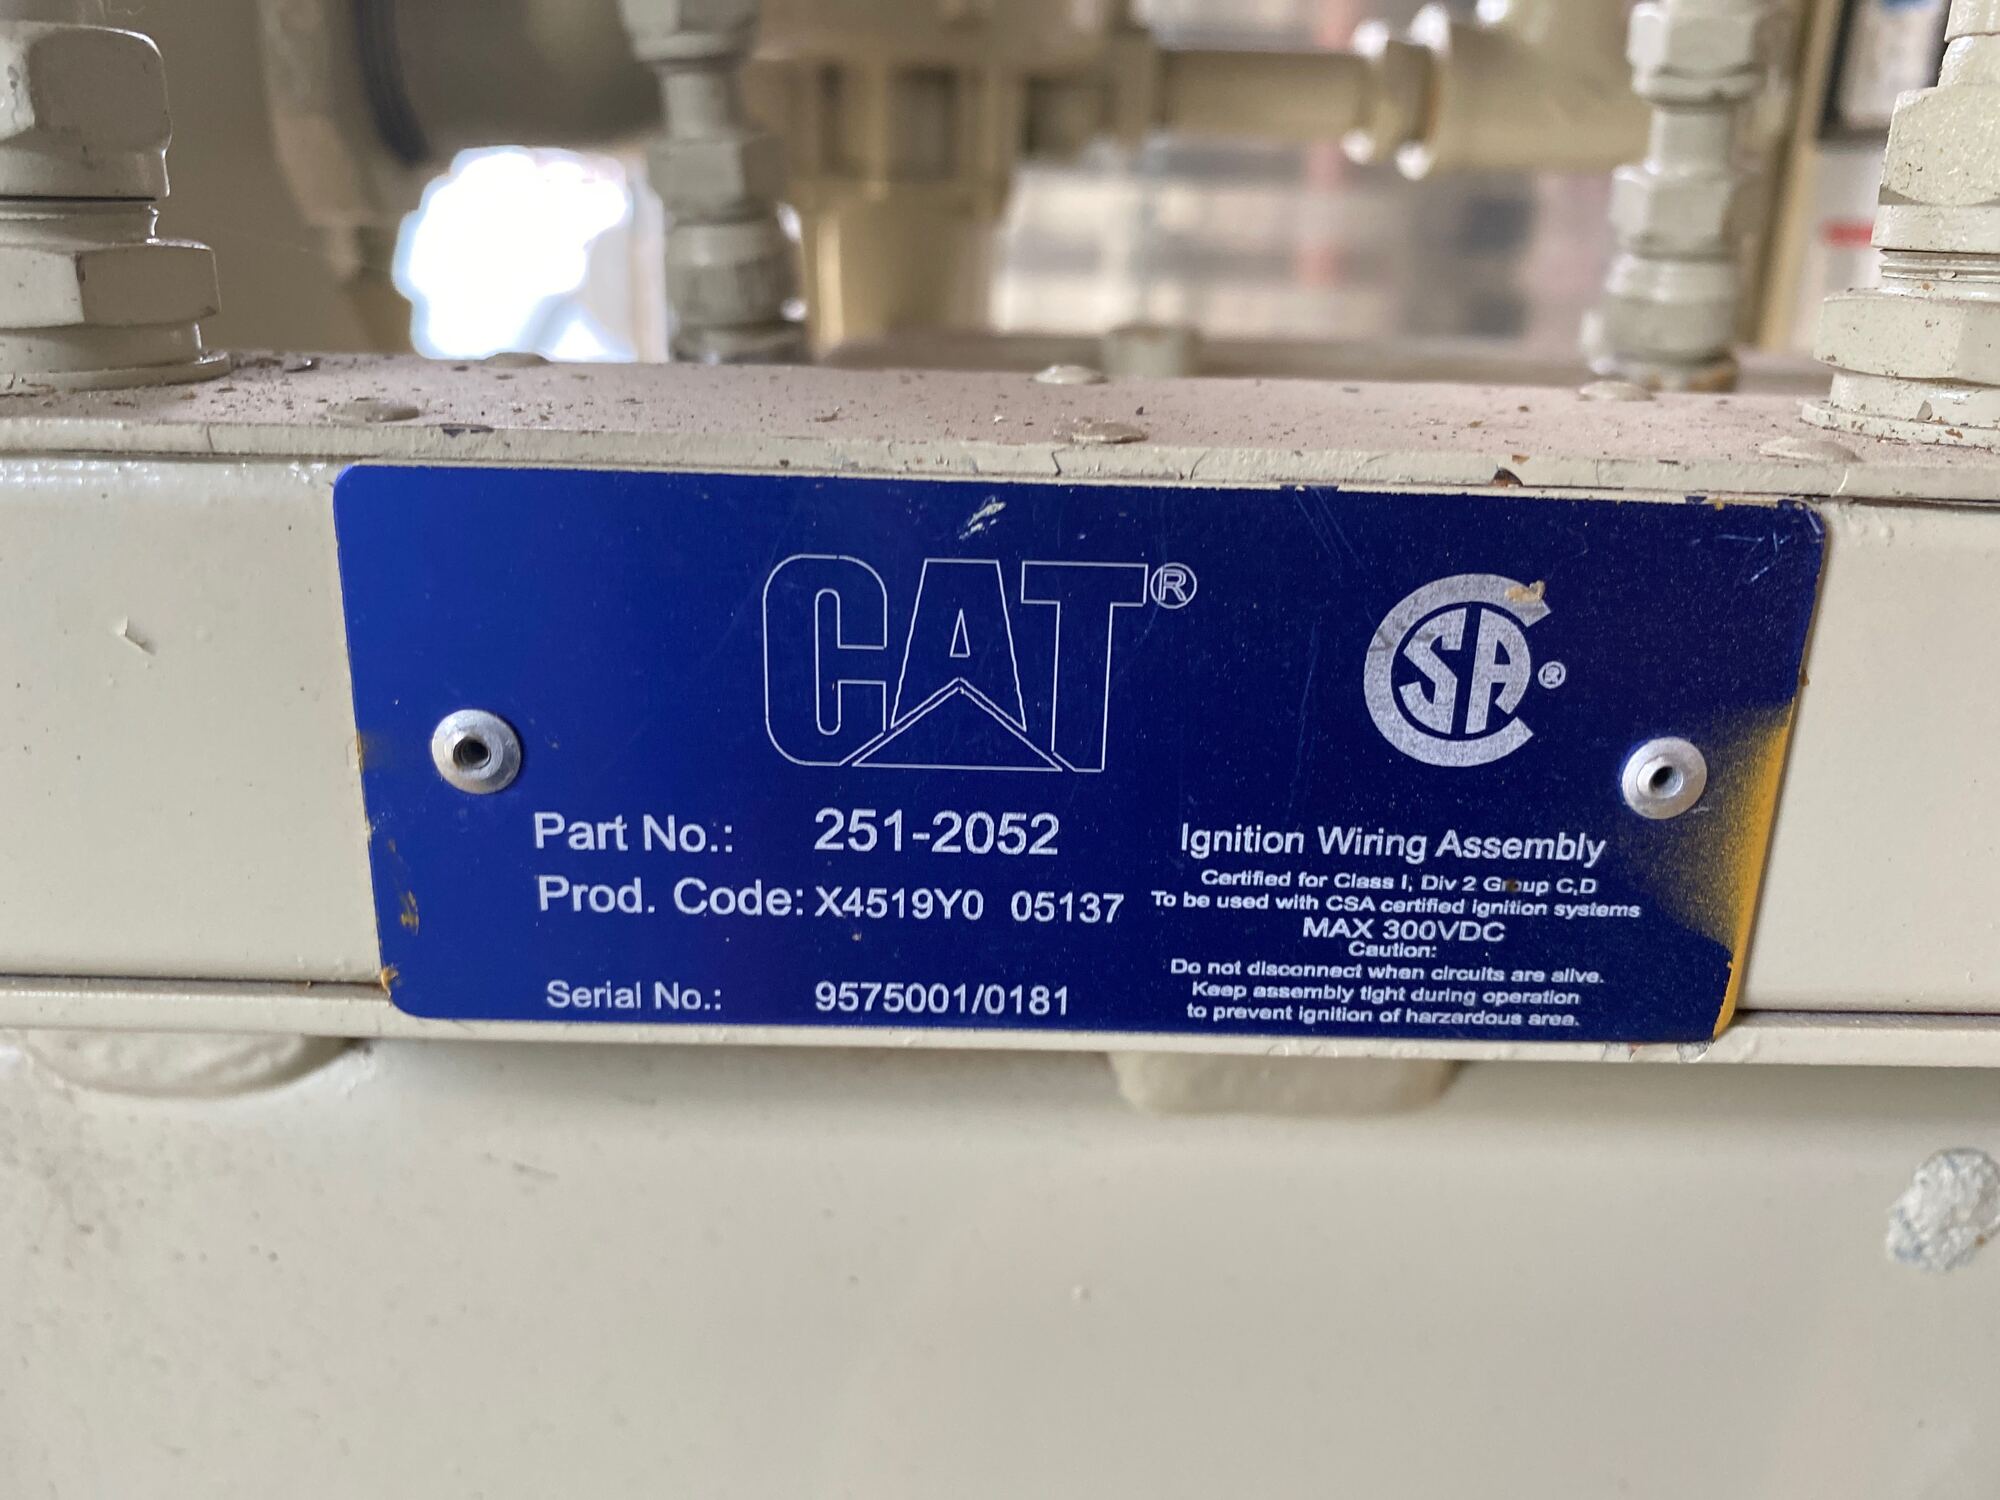 CAT®
CSA®
Part No.: 251-2052
Prod. Code: X4519Y0 05137
Serial No.: 9575001/0181
Ignition Wiring Assembly
Certified for Class I, Div 2 Group C,D
To be used with CSA certified ignition systems
MAX 300VDC
Caution:
Do not disconnect when circuits are alive.
Keep assembly tight during operation
to prevent ignition of harzardous area.